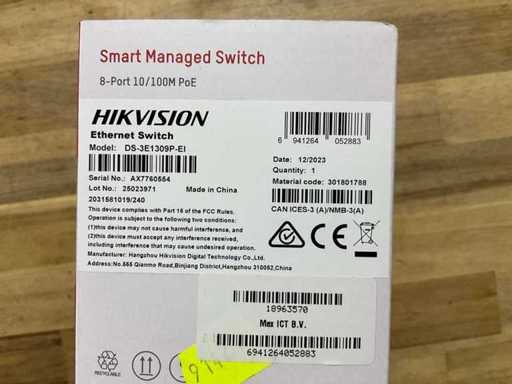 Smart Managed Switch
8-Port 10/100M PoE
HIKVISION
Ethernet Switch
Model: DS-3E1309P-EI
6 941264 052883
Date: 12/2023
Quantity: 1
Material code: 301801788
Serial No.: AX7760554
Lot No.: 25023971 Made in China
2031581019/240
CAN ICES-3 (A)/NMB-3(A)
This device complies with Part 15 of the FCC Rules.
Operation is subject to the following two conditions:
(1)this device may not cause harmful interference, and
(2)this device must accept any interference received,
including interference that may cause undesired operation.
Manufacturer: Hangzhou Hikvision Digital Technology Co.,Ltd.
Address:No.555 Qianmo Road,Binjiang District,Hangzhou 310052,China
CE
18963570
Max ICT B.V.
6941264052883
RECYCLABLE